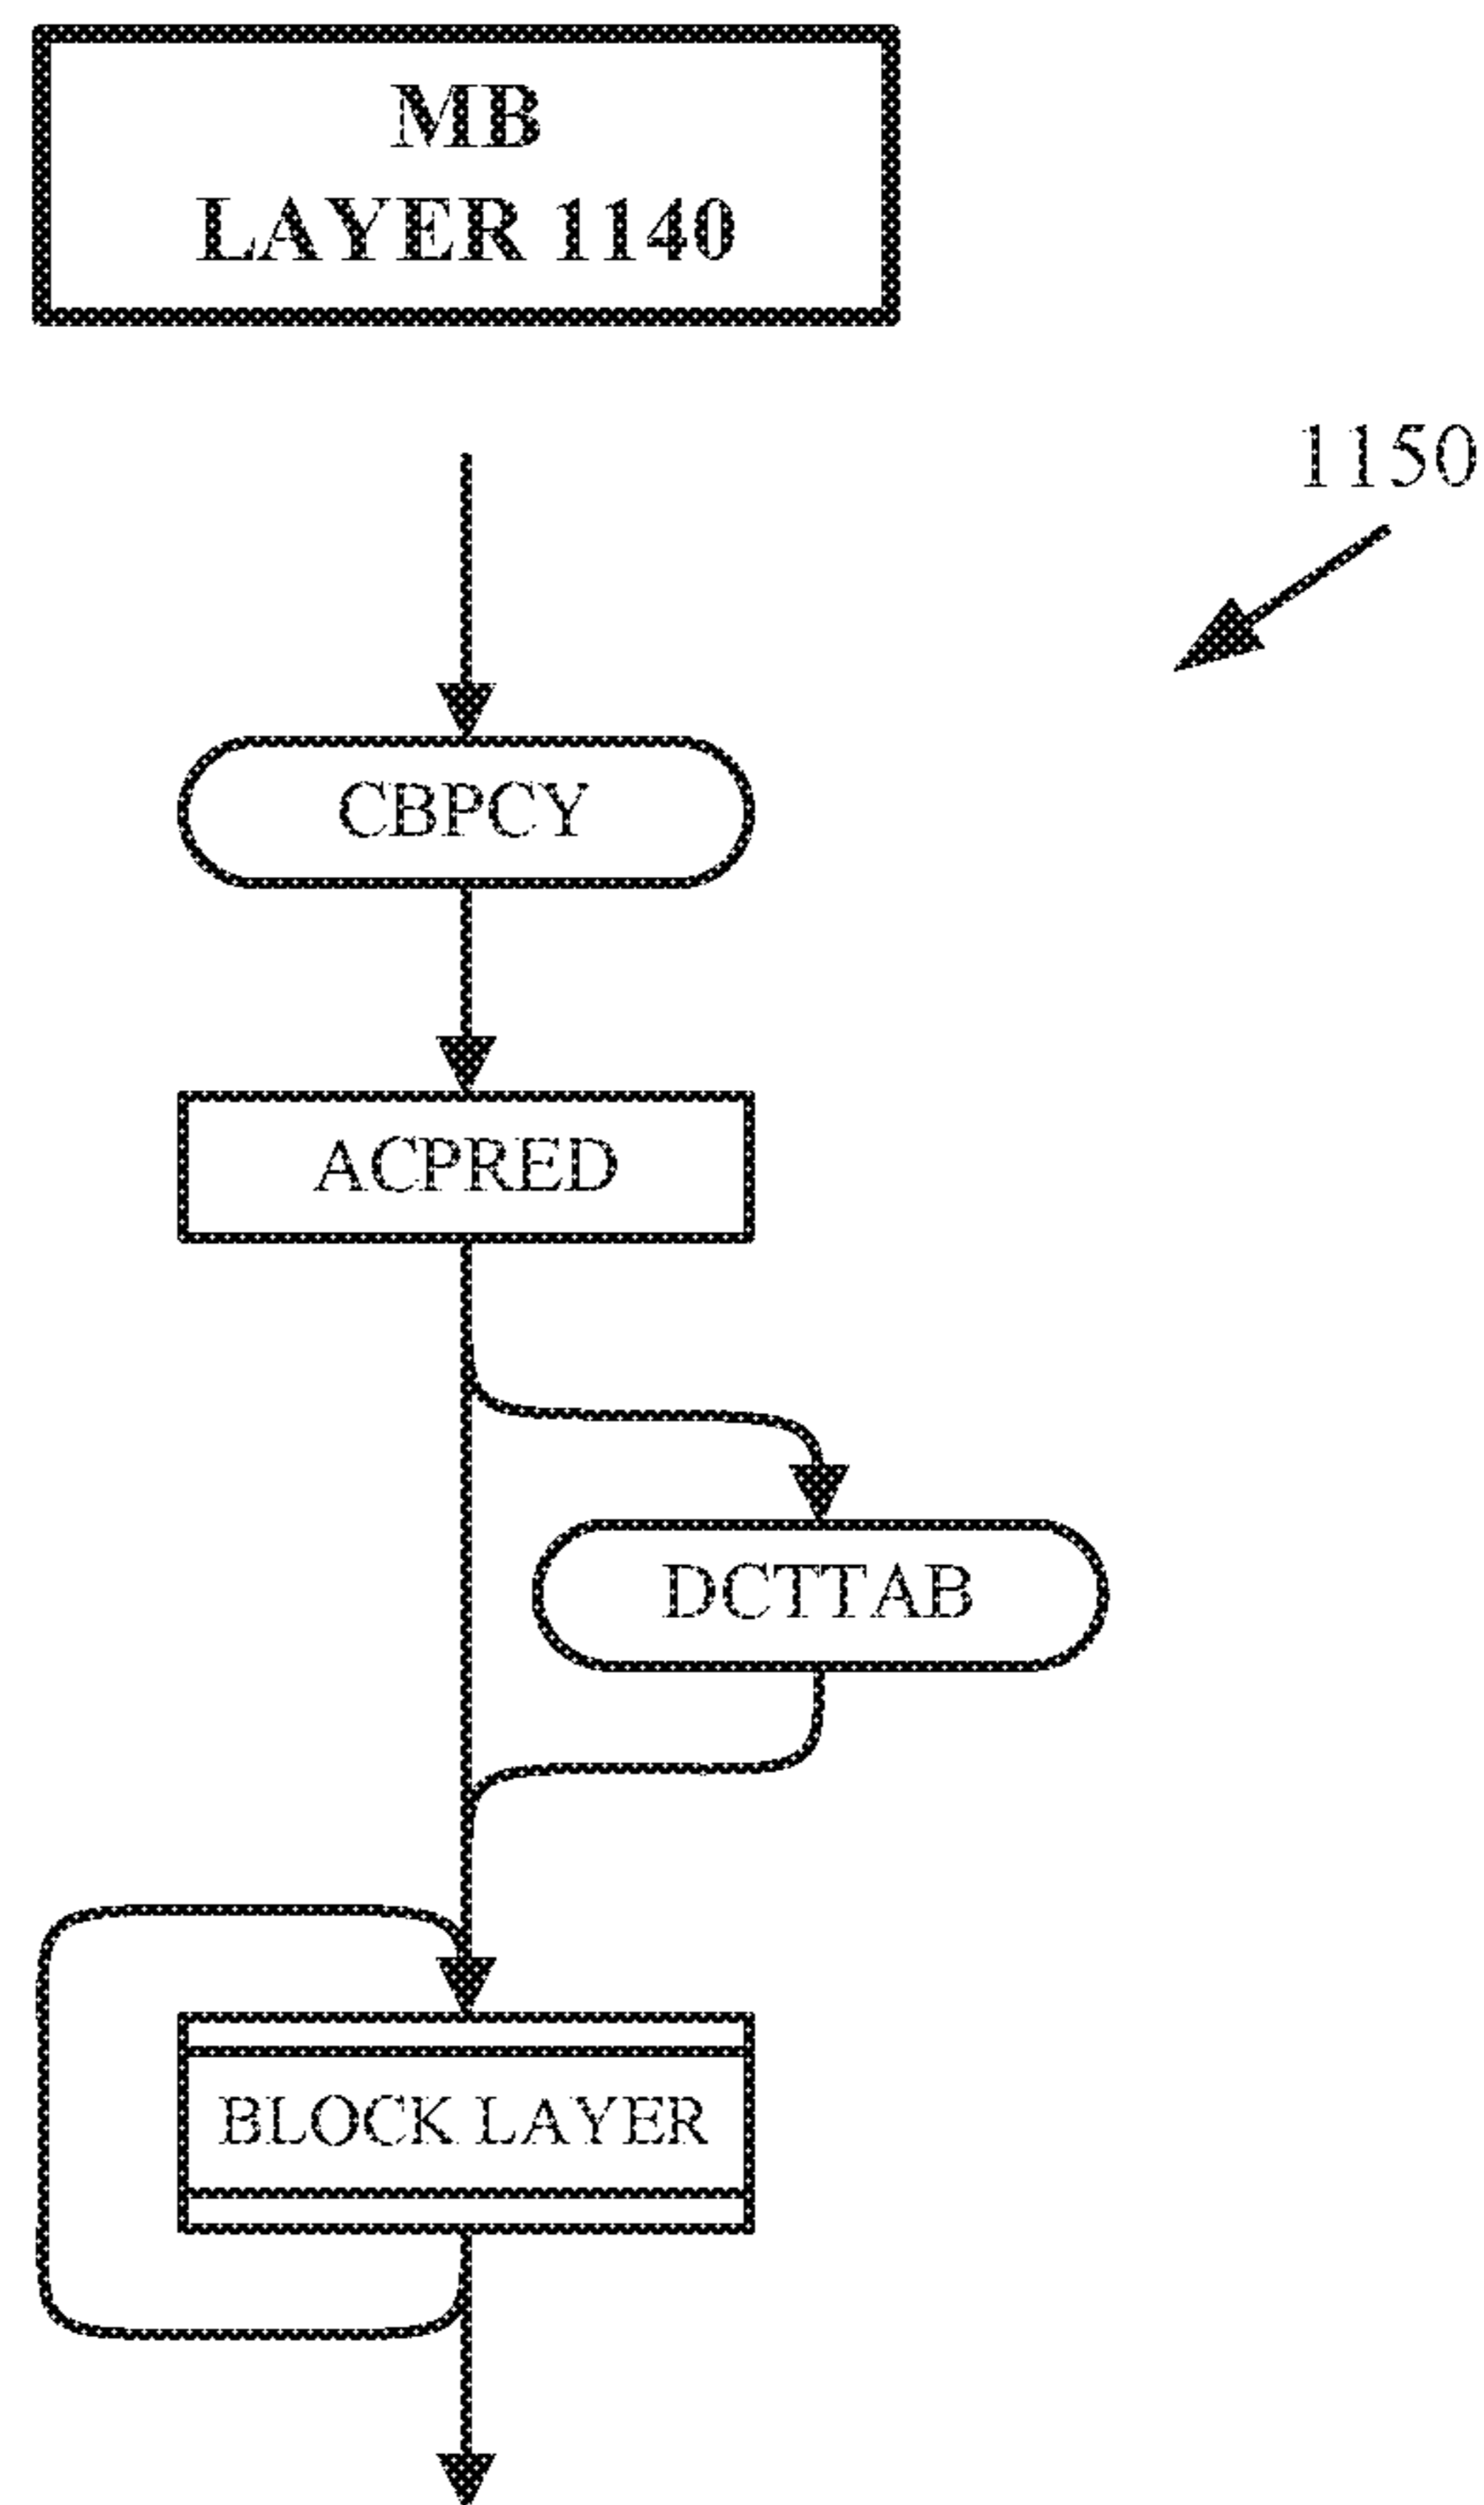 MB
LAYER 1140
1150
CBPCY
ACPRED
DCTTAB
BLOCK LAYER